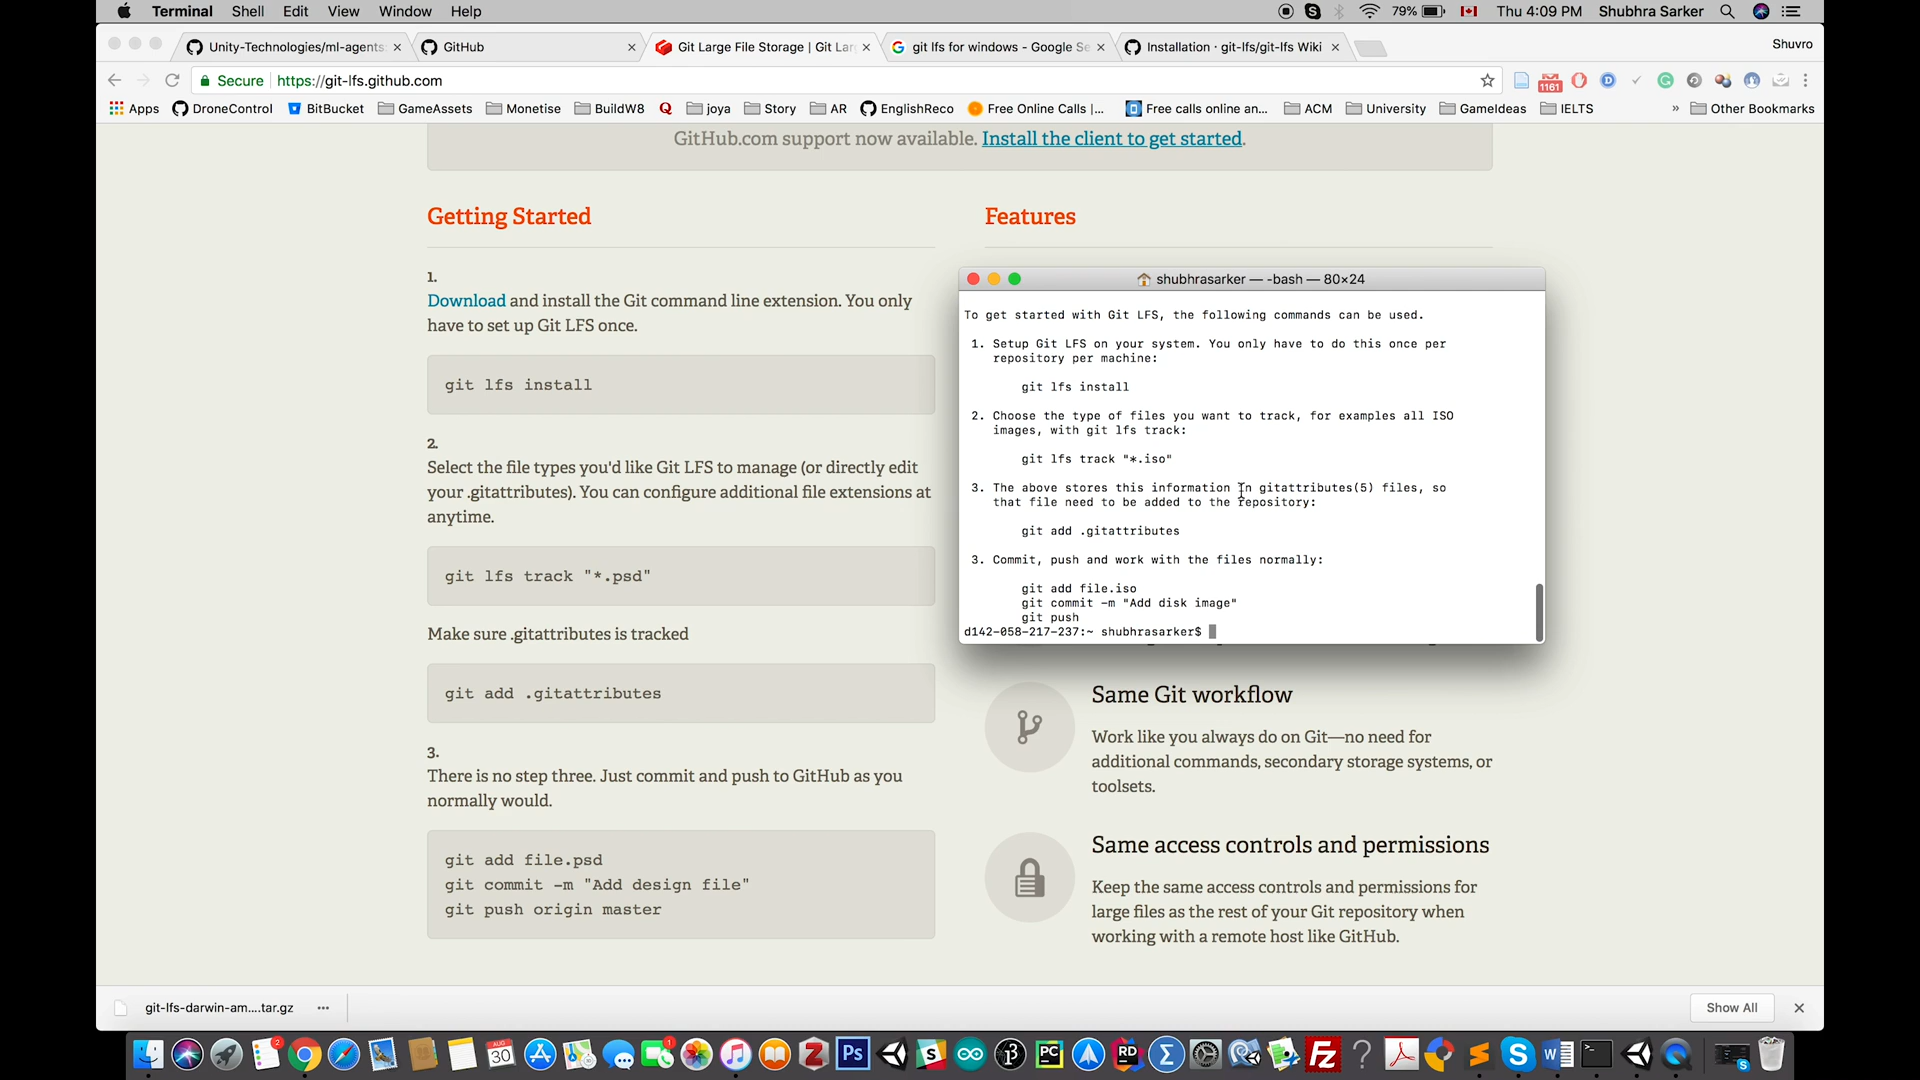 Terminal Shell Edit View Window Help 79% Thu 4:09 PM Shubhra Sarker
Unity-Technologies/ml-agents: GitHub Git Large File Storage | Git Lar git lfs for windows - Google Se Installation · git-lfs/git-lfs Wiki Shuvro
Secure https://git-lfs.github.com 1161
Apps DroneControl BitBucket GameAssets Monetise BuildW8 joya Story AR EnglishReco Free Online Calls |... Free calls online an... ACM University GameIdeas IELTS » Other Bookmarks
GitHub.com support now available. Install the client to get started.
Getting Started
1.
Download and install the Git command line extension. You only
have to set up Git LFS once.
git lfs install
2.
Select the file types you'd like Git LFS to manage (or directly edit
your .gitattributes). You can configure additional file extensions at
anytime.
git lfs track "*.psd"
Make sure .gitattributes is tracked
git add .gitattributes
3.
There is no step three. Just commit and push to GitHub as you
normally would.
git add file.psd
git commit -m "Add design file"
git push origin master
Features
shubhrasarker — -bash — 80×24
To get started with Git LFS, the following commands can be used.
1. Setup Git LFS on your system. You only have to do this once per
repository per machine:
git lfs install
2. Choose the type of files you want to track, for examples all ISO
images, with git lfs track:
git lfs track "*.iso"
3. The above stores this information in gitattributes(5) files, so
that file need to be added to the repository:
git add .gitattributes
3. Commit, push and work with the files normally:
git add file.iso
git commit -m "Add disk image"
git push
d142-058-217-237:~ shubhrasarker$
Same Git workflow
Work like you always do on Git—no need for
additional commands, secondary storage systems, or
toolsets.
Same access controls and permissions
Keep the same access controls and permissions for
large files as the rest of your Git repository when
working with a remote host like GitHub.
git-lfs-darwin-am....tar.gz Show All
2 AUG 30 1 Ps PC RD Fz